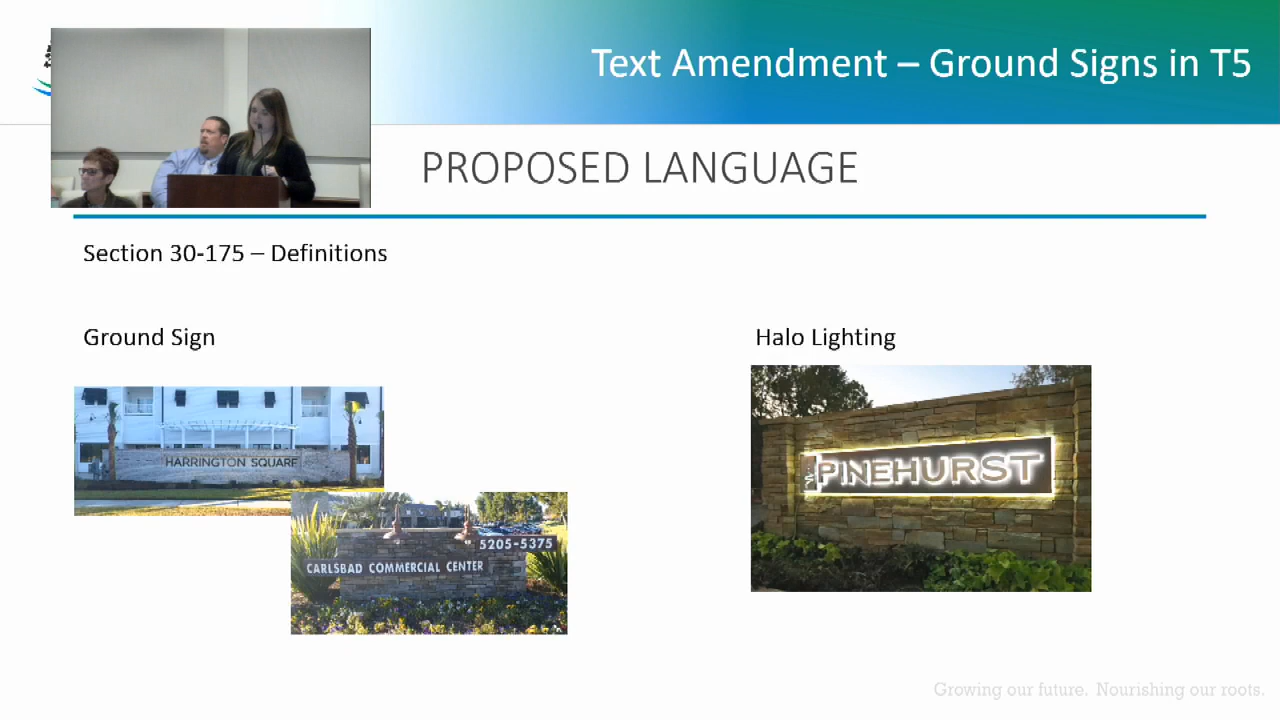 Text Amendment – Ground Signs in T5
PROPOSED LANGUAGE
Section 30-175 – Definitions
Ground Sign
Halo Lighting
HARRINGTON SQUARE
5205-5375
CARLSBAD COMMERCIAL CENTER
PINEHURST
Growing our future. Nourishing our roots.